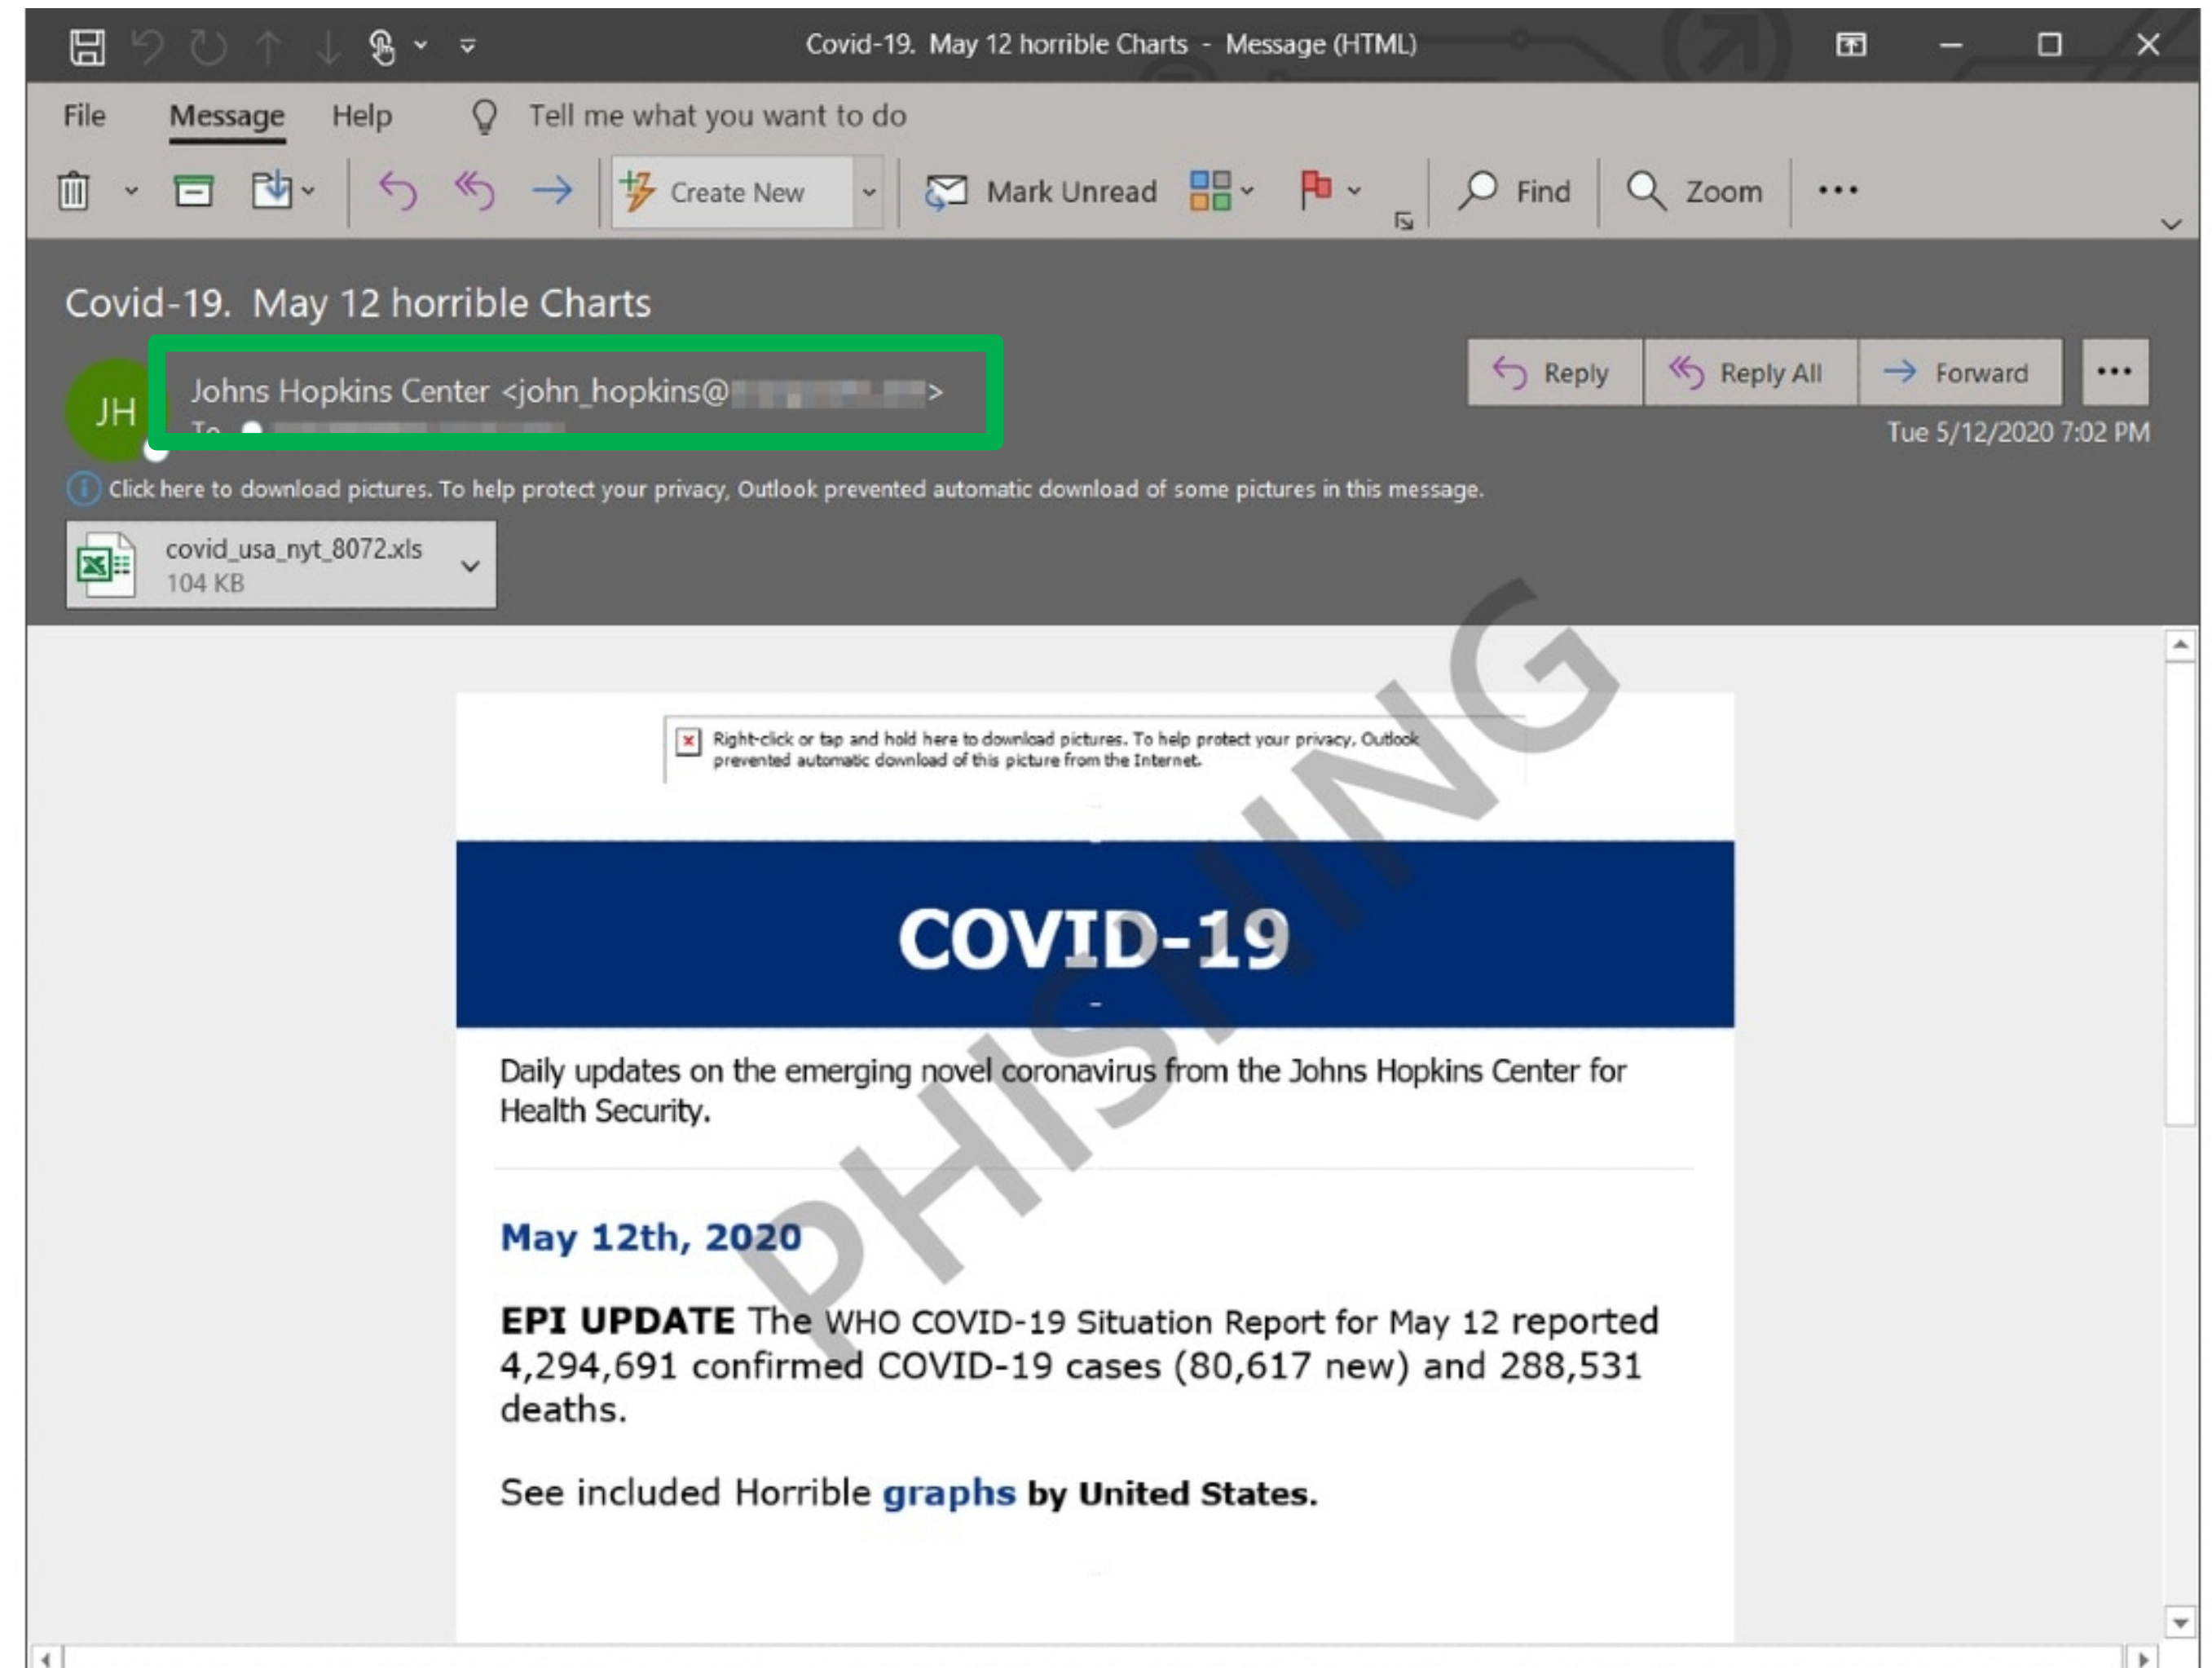 Covid-19.  May 12 horrible Charts  -  Message (HTML)
File Message Help Tell me what you want to do
Create New Mark Unread Find Zoom
Covid-19.  May 12 horrible Charts
JH
Johns Hopkins Center <john_hopkins@ >
To
Reply Reply All Forward
Tue 5/12/2020 7:02 PM
Click here to download pictures. To help protect your privacy, Outlook prevented automatic download of some pictures in this message.
covid_usa_nyt_8072.xls
104 KB
Right-click or tap and hold here to download pictures. To help protect your privacy, Outlook
prevented automatic download of this picture from the Internet.
COVID-19
Daily updates on the emerging novel coronavirus from the Johns Hopkins Center for
Health Security.
May 12th, 2020
EPI UPDATE The WHO COVID-19 Situation Report for May 12 reported
4,294,691 confirmed COVID-19 cases (80,617 new) and 288,531
deaths.
See included Horrible graphs by United States.
PHISHING